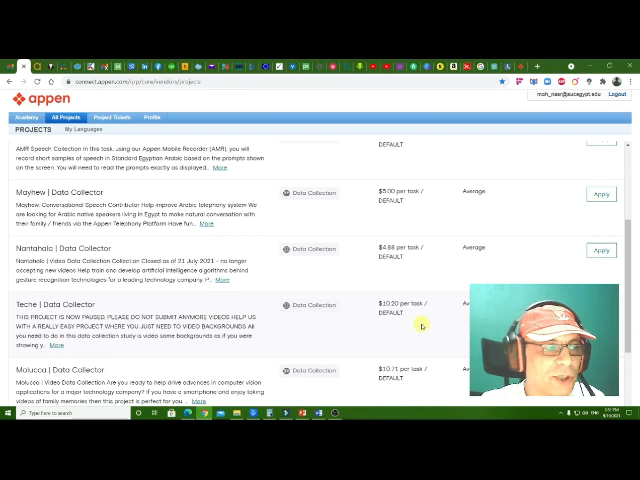 connect.appen.com/qrp/core/vendors/projects
appen
moh_nasr@aucegypt.edu
Logout
Academy
All Projects
Project Tickets
Profile
PROJECTS
My Languages
AMR Speech Collection In this task, using our Appen Mobile Recorder (AMR), you will
record short samples of speech in Standard Egyptian Arabic based on the prompts shown
on the screen. You will need to read the prompts exactly as displayed... More
DEFAULT
Mayhew | Data Collector
Mayhew. Conversational Speech Contributor Help improve Arabic telephony system We
are looking for Arabic native speakers living in Egypt to make natural conversation with
their family / friends via the Appen Telephony Platform Have fun... More
Data Collection
$5.00 per task /
DEFAULT
Average
Apply
Nantahala | Data Collector
Nantahala | Video Data Collection Collection Closed as of 21 July 2021 - no longer
accepting new videos Help train and develop artificial intelligence algorithms behind
gesture recognition technologies for a leading technology company. P... More
Data Collection
$4.88 per task /
DEFAULT
Average
Apply
Teche | Data Collector
THIS PROJECT IS NOW PAUSED, PLEASE DO NOT SUBMIT ANYMORE VIDEOS HELP US
WITH A REALLY EASY PROJECT WHERE YOU JUST NEED TO VIDEO BACKGROUNDS All
you need to do in this data collection study is video some backgrounds as if you were
showing y... More
Data Collection
$10.20 per task /
DEFAULT
Molucca | Data Collector
Molucca | Video Data Collection Are you ready to help drive advances in computer vision
applications for a major technology company? If you have a smartphone and enjoy taking
videos of family memories then this project is perfect for you. ... More
Data Collection
$10.71 per task /
DEFAULT
Type here to search
ENG